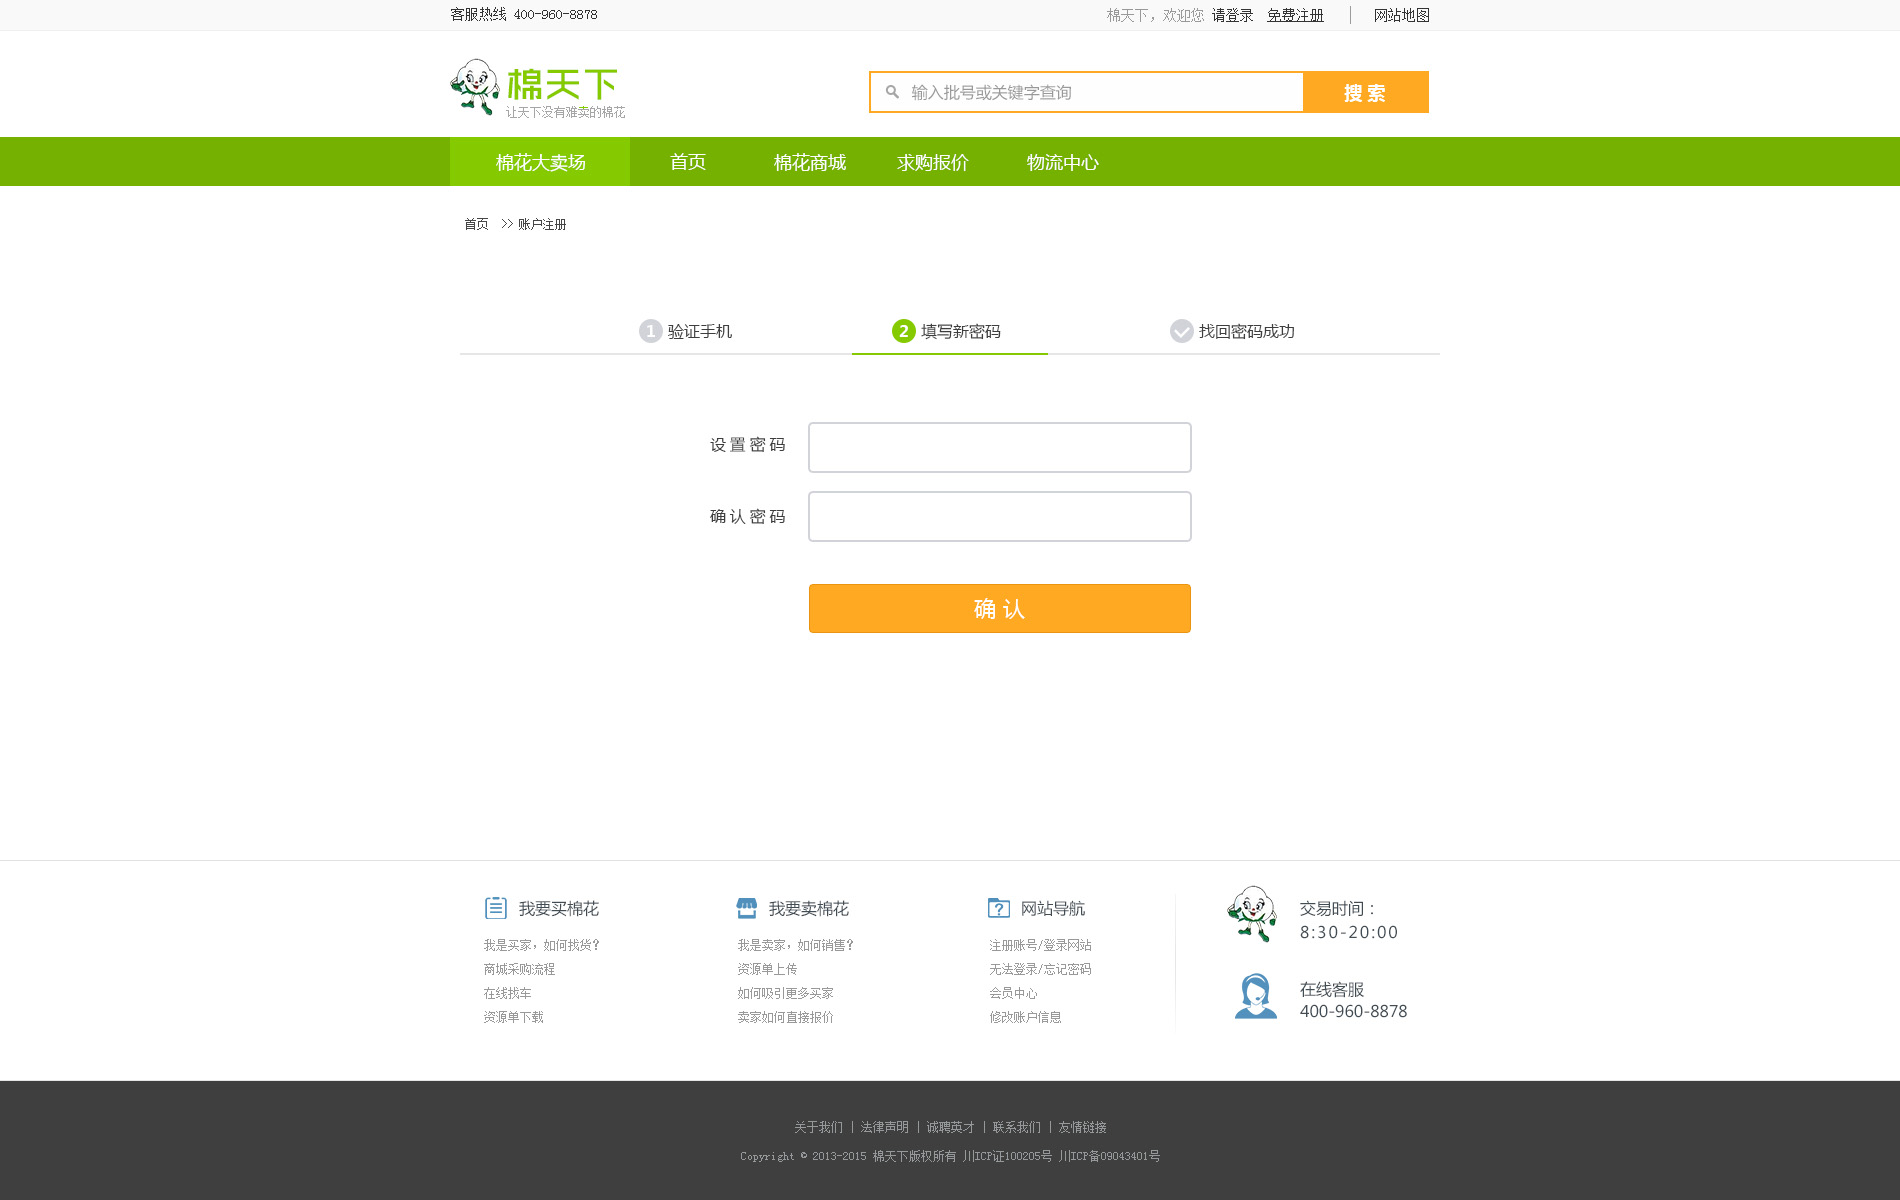 客服热线 400-960-8878
棉天下，欢迎您 请登录 免费注册 网站地图
棉天下
让天下没有难卖的棉花
输入批号或关键字查询
搜索
棉花大卖场 首页 棉花商城 求购报价 物流中心
首页 >> 账户注册
1 验证手机 2 填写新密码 找回密码成功
设置密码
确认密码
确认
我要买棉花
我是买家，如何找货？
商城采购流程
在线找车
资源单下载
我要卖棉花
我是卖家，如何销售？
资源单上传
如何吸引更多买家
卖家如何直接报价
网站导航
注册账号/登录网站
无法登录/忘记密码
会员中心
修改账户信息
交易时间：
8:30-20:00
在线客服
400-960-8878
关于我们 | 法律声明 | 诚聘英才 | 联系我们 | 友情链接
Copyright © 2013-2015 棉天下版权所有 川ICP证100205号 川ICP备09043401号